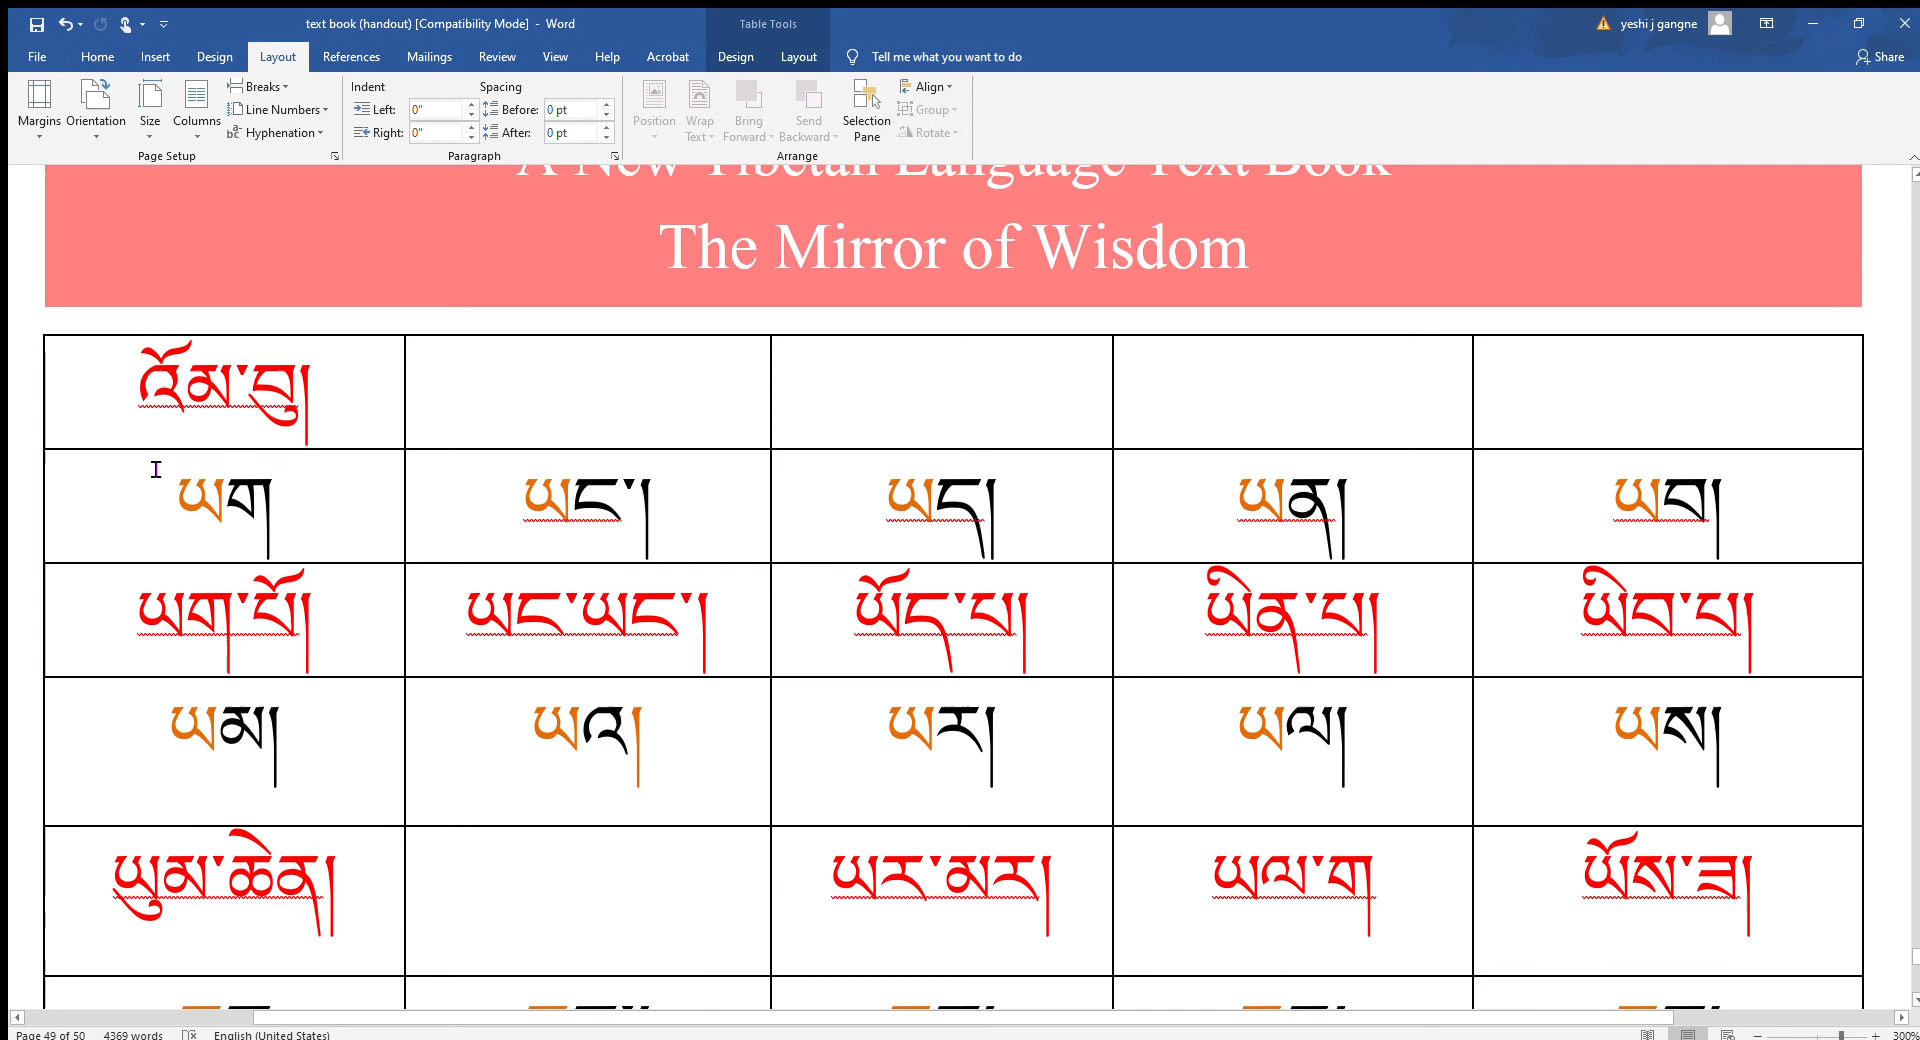 text book (handout) [Compatibility Mode] - Word
Table Tools
yeshi j gangne
File Home Insert Design Layout References Mailings Review View Help Acrobat Design Layout Tell me what you want to do Share
Margins Orientation Size Columns
Breaks
Line Numbers
Hyphenation
Page Setup
Indent Spacing
Left: 0" Before: 0 pt
Right: 0" After: 0 pt
Paragraph
Position Wrap Text Bring Forward Send Backward Selection Pane
Align
Group
Rotate
Arrange
A New Tibetan Language Text Book
The Mirror of Wisdom
འོམ་བུ།
ཡག ཡང་། ཡད། ཡན། ཡབ།
ཡག་པོ། ཡང་ཡང་། ཡོད་པ། ཡིན་པ། ཡིབ་པ།
ཡམ། ཡའ། ཡར། ཡལ། ཡས།
ཡུམ་ཆེན། ཡར་མར། ཡལ་ག ཡོས་ཟ།
Page 49 of 50 4369 words English (United States) 300%